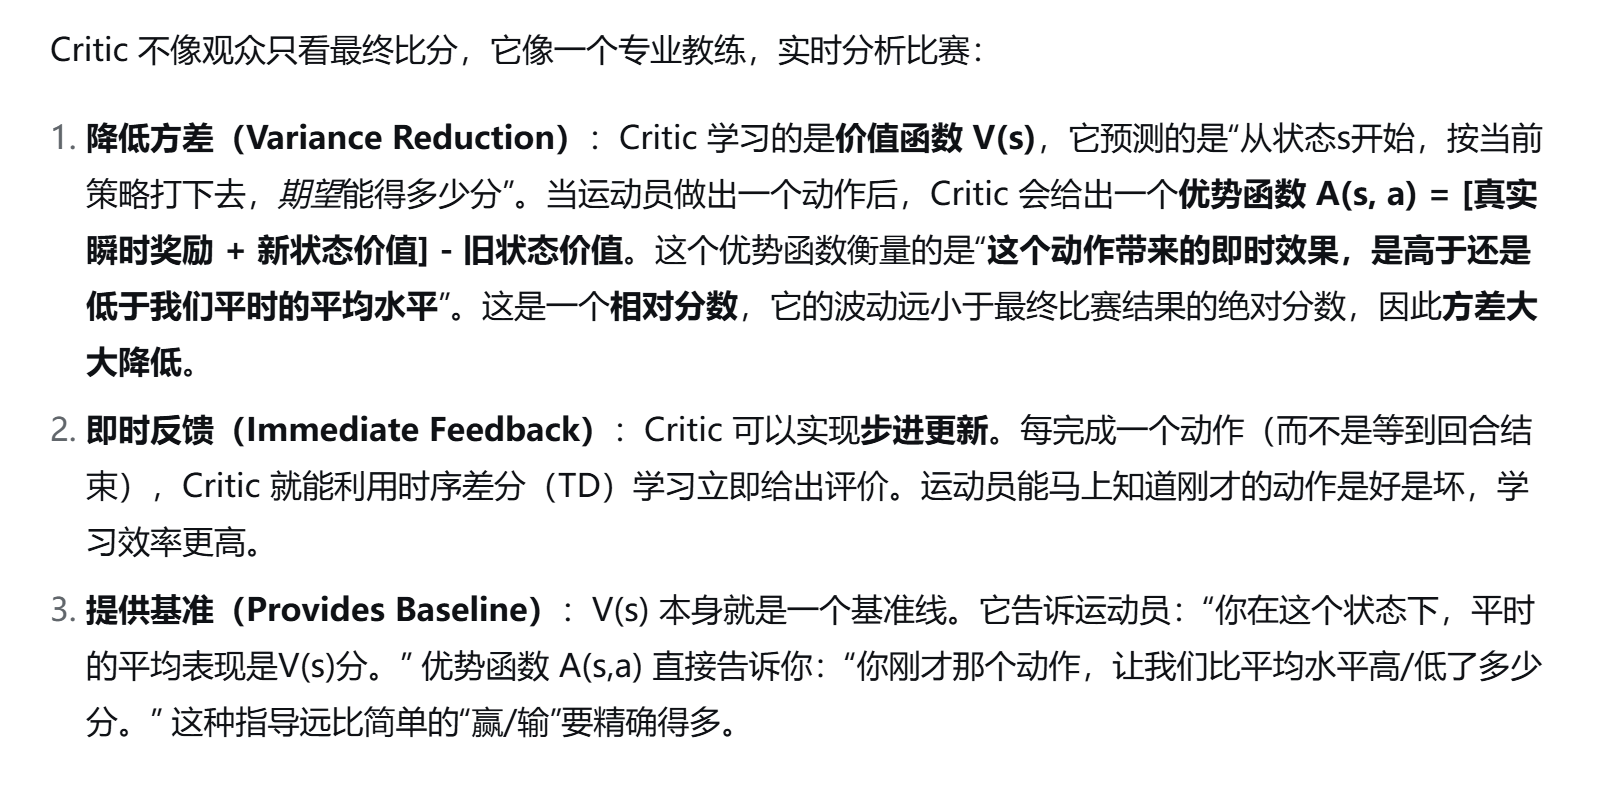 Critic 不像观众只看最终比分，它像一个专业教练，实时分析比赛：
1. 降低方差（Variance Reduction）：Critic 学习的是价值函数 V(s)，它预测的是“从状态s开始，按当前
策略打下去，期望能得多少分”。当运动员做出一个动作后，Critic 会给出一个优势函数 A(s, a) = [真实
瞬时奖励 + 新状态价值] - 旧状态价值。这个优势函数衡量的是“这个动作带来的即时效果，是高于还是
低于我们平时的平均水平”。这是一个相对分数，它的波动远小于最终比赛结果的绝对分数，因此方差大
大降低。
2. 即时反馈（Immediate Feedback）：Critic 可以实现步进更新。每完成一个动作（而不是等到回合结
束），Critic 就能利用时序差分（TD）学习立即给出评价。运动员能马上知道刚才的动作是好是坏，学
习效率更高。
3. 提供基准（Provides Baseline）：V(s) 本身就是一个基准线。它告诉运动员：“你在这个状态下，平时
的平均表现是V(s)分。” 优势函数 A(s,a) 直接告诉你：“你刚才那个动作，让我们比平均水平高/低了多少
分。” 这种指导远比简单的“赢/输”要精确得多。